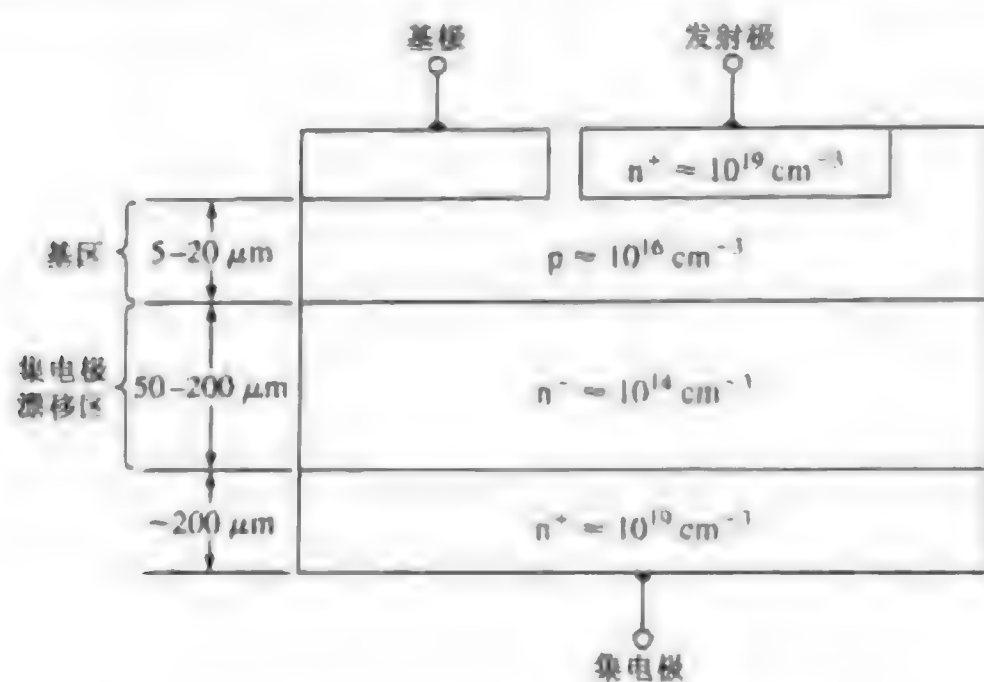 基极
发射极
n⁺ = 10¹⁹ cm⁻³
基区
5–20 μm
p = 10¹⁶ cm⁻³
集电极
漂移区
50–200 μm
n⁻ = 10¹⁴ cm⁻³
~200 μm
n⁺ = 10¹⁹ cm⁻³
集电极